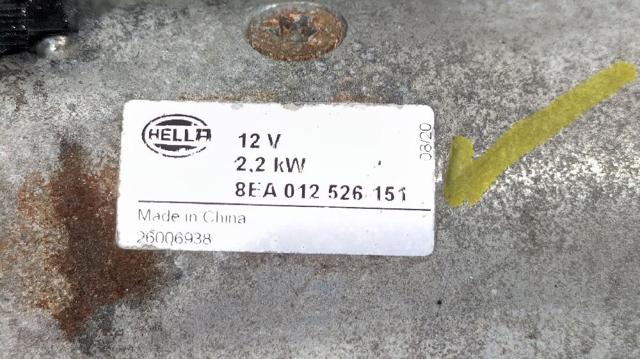 HELLA
12 V
2,2 kW
8EA 012 526-151
08/20
Made in China
26006938